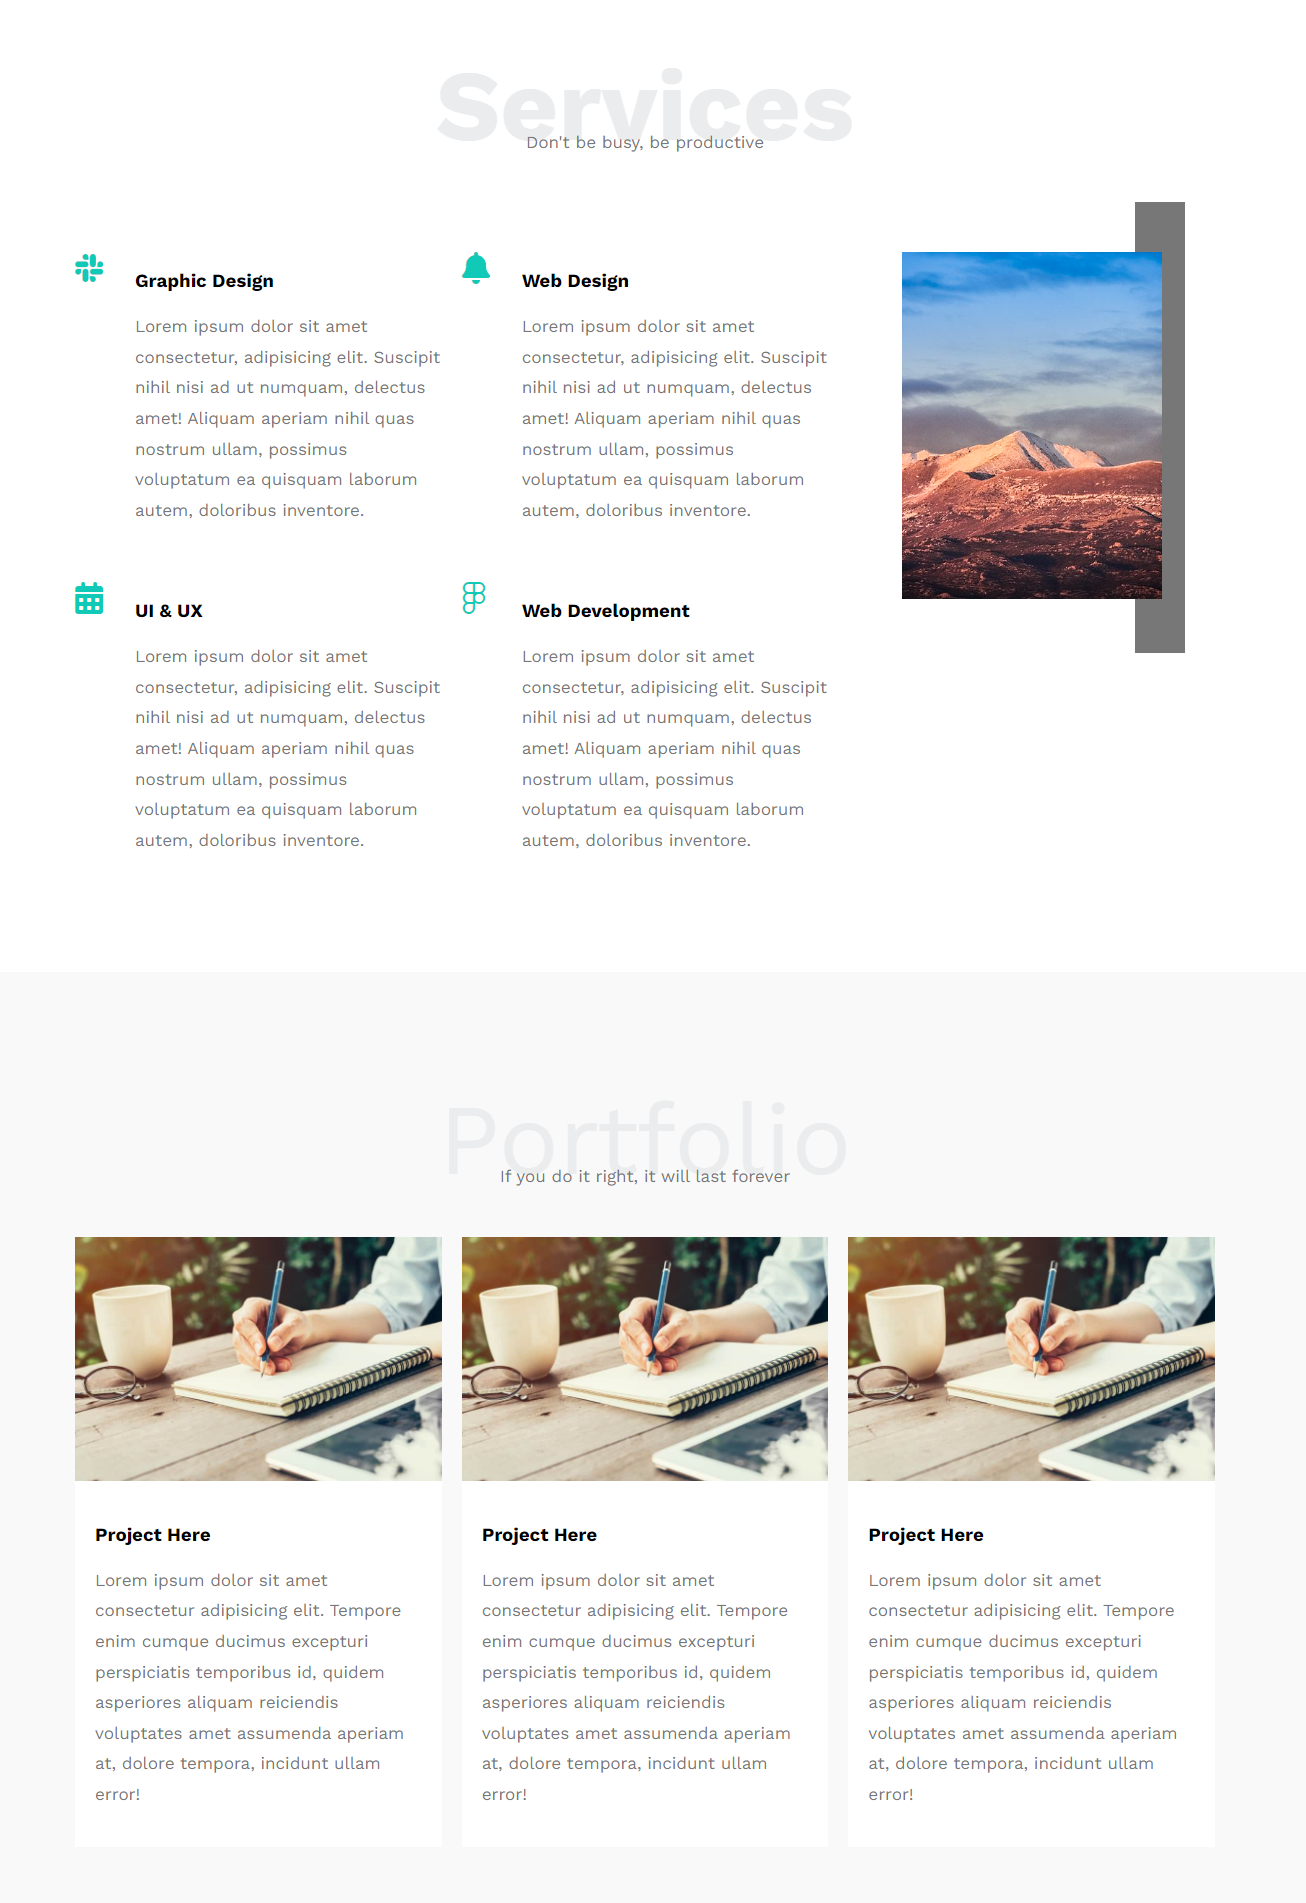 Services
Don't be busy, be productive
Graphic Design
Lorem ipsum dolor sit amet
consectetur, adipisicing elit. Suscipit
nihil nisi ad ut numquam, delectus
amet! Aliquam aperiam nihil quas
nostrum ullam, possimus
voluptatum ea quisquam laborum
autem, doloribus inventore.
Web Design
Lorem ipsum dolor sit amet
consectetur, adipisicing elit. Suscipit
nihil nisi ad ut numquam, delectus
amet! Aliquam aperiam nihil quas
nostrum ullam, possimus
voluptatum ea quisquam laborum
autem, doloribus inventore.
UI & UX
Lorem ipsum dolor sit amet
consectetur, adipisicing elit. Suscipit
nihil nisi ad ut numquam, delectus
amet! Aliquam aperiam nihil quas
nostrum ullam, possimus
voluptatum ea quisquam laborum
autem, doloribus inventore.
Web Development
Lorem ipsum dolor sit amet
consectetur, adipisicing elit. Suscipit
nihil nisi ad ut numquam, delectus
amet! Aliquam aperiam nihil quas
nostrum ullam, possimus
voluptatum ea quisquam laborum
autem, doloribus inventore.
Portfolio
If you do it right, it will last forever
Project Here
Lorem ipsum dolor sit amet
consectetur adipisicing elit. Tempore
enim cumque ducimus excepturi
perspiciatis temporibus id, quidem
asperiores aliquam reiciendis
voluptates amet assumenda aperiam
at, dolore tempora, incidunt ullam
error!
Project Here
Lorem ipsum dolor sit amet
consectetur adipisicing elit. Tempore
enim cumque ducimus excepturi
perspiciatis temporibus id, quidem
asperiores aliquam reiciendis
voluptates amet assumenda aperiam
at, dolore tempora, incidunt ullam
error!
Project Here
Lorem ipsum dolor sit amet
consectetur adipisicing elit. Tempore
enim cumque ducimus excepturi
perspiciatis temporibus id, quidem
asperiores aliquam reiciendis
voluptates amet assumenda aperiam
at, dolore tempora, incidunt ullam
error!